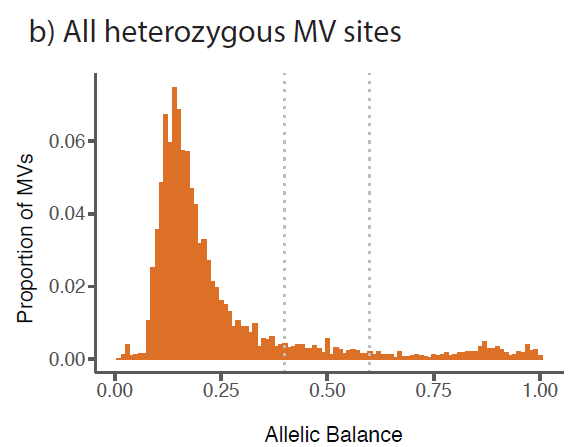 b) All heterozygous MV sites
Proportion of MVs
0.06
0.04
0.02
0.00
0.00 0.25 0.50 0.75 1.00
Allelic Balance